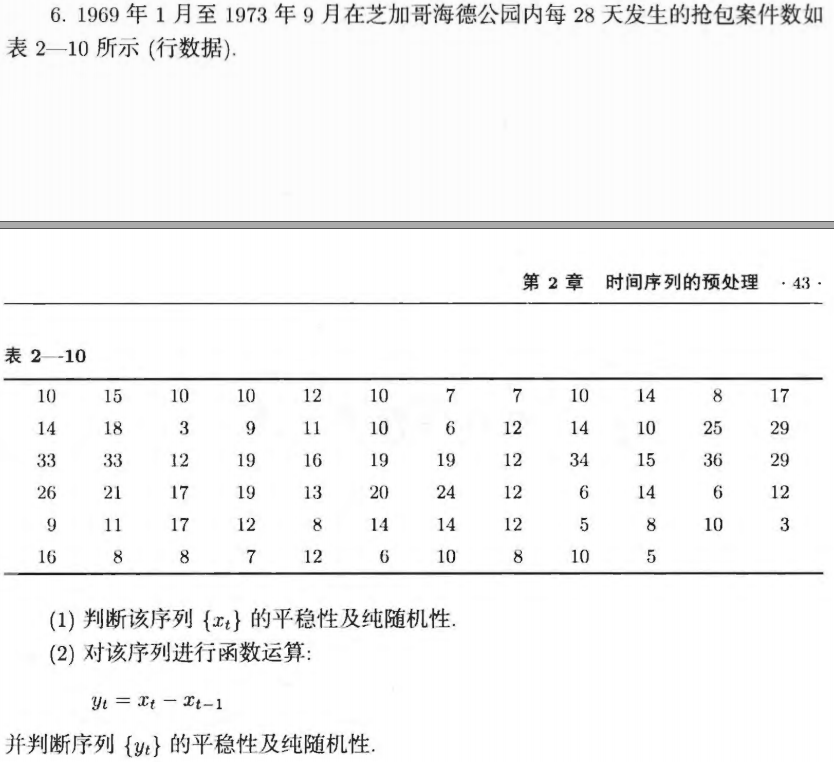 6. 1969 年 1 月至 1973 年 9 月在芝加哥海德公园内每 28 天发生的抢包案件数如
表 2—10 所示 (行数据).
第 2 章 时间序列的预处理 · 43 ·
表 2—10
10 15 10 10 12 10 7 7 10 14 8 17
14 18 3 9 11 10 6 12 14 10 25 29
33 33 12 19 16 19 19 12 34 15 36 29
26 21 17 19 13 20 24 12 6 14 6 12
9 11 17 12 8 14 14 12 5 8 10 3
16 8 8 7 12 6 10 8 10 5
(1) 判断该序列 {x_t} 的平稳性及纯随机性.
(2) 对该序列进行函数运算:
y_t = x_t − x_{t−1}
并判断序列 {y_t} 的平稳性及纯随机性.